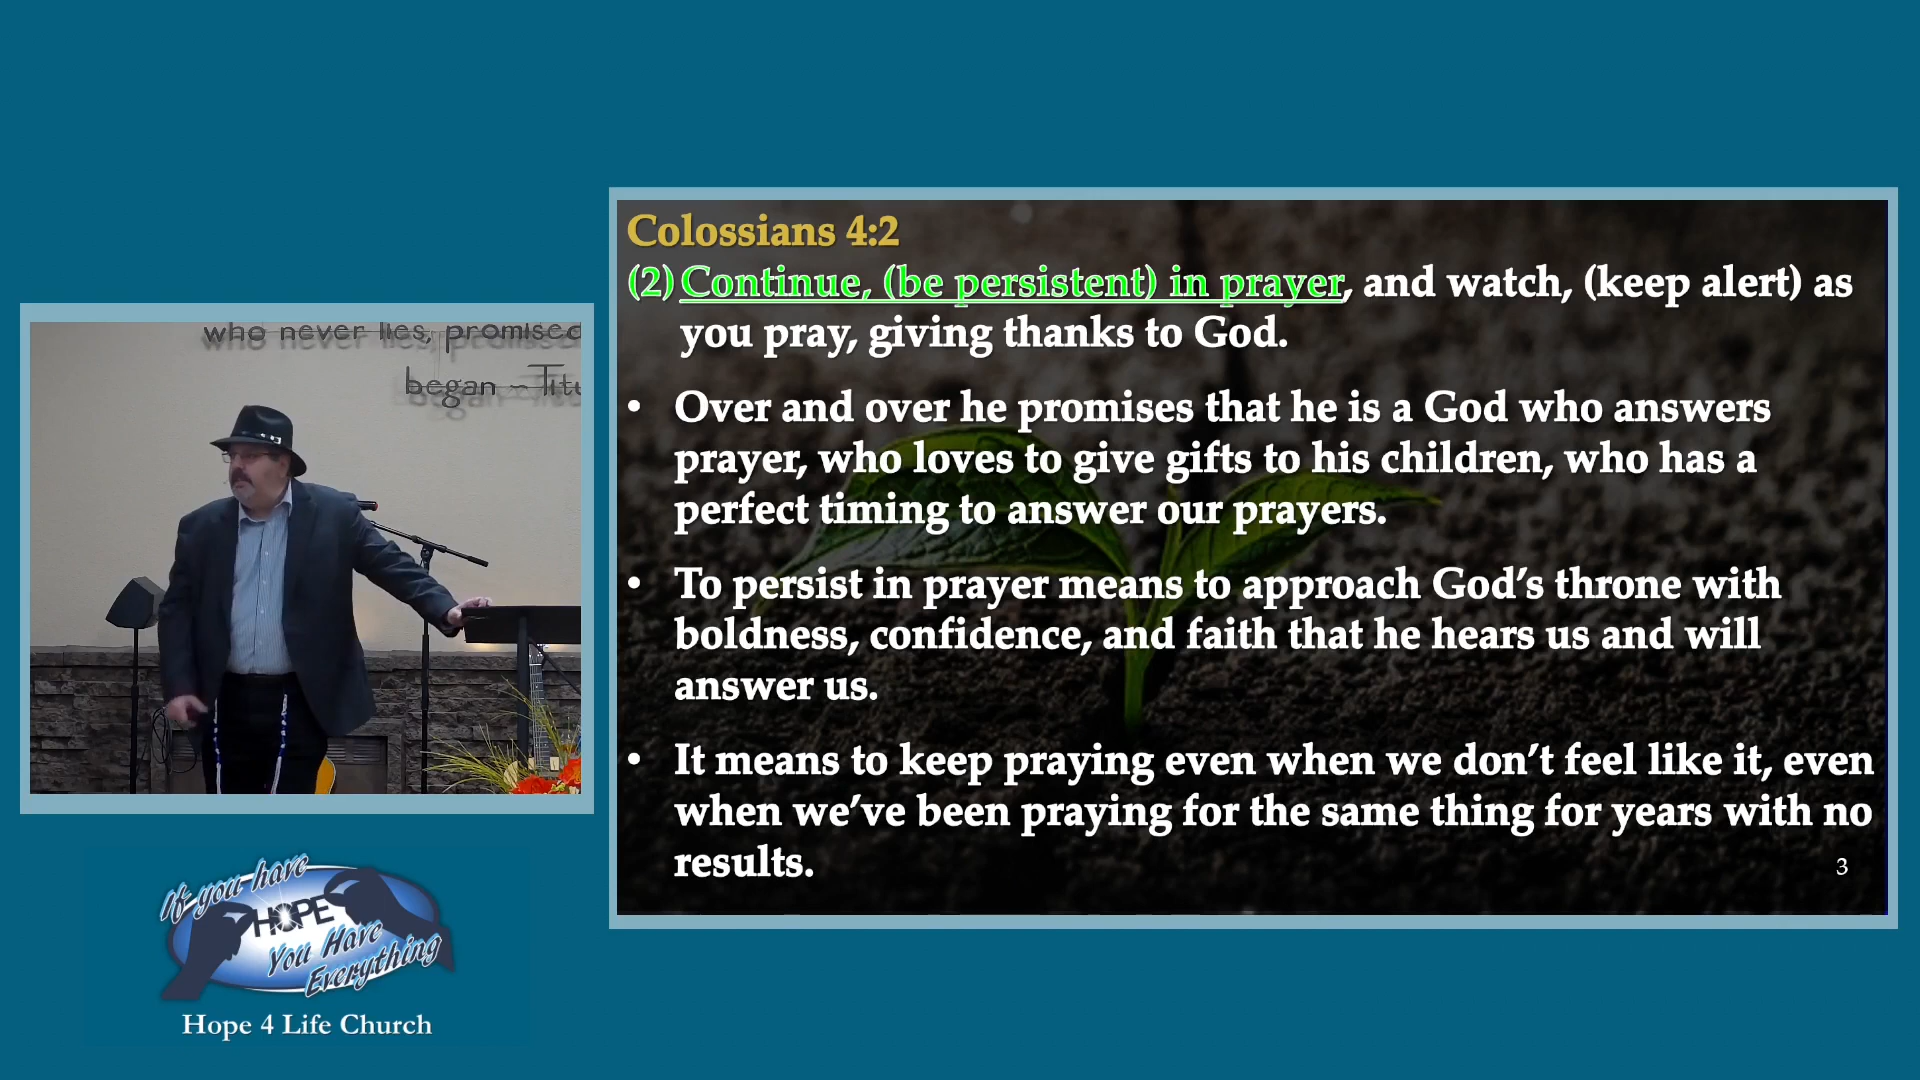 who never lies, promised
began ~ Titu
If you have
HOPE
You Have
Everything
Hope 4 Life Church
Colossians 4:2
(2) Continue, (be persistent) in prayer, and watch, (keep alert) as
you pray, giving thanks to God.
• Over and over he promises that he is a God who answers
prayer, who loves to give gifts to his children, who has a
perfect timing to answer our prayers.
• To persist in prayer means to approach God’s throne with
boldness, confidence, and faith that he hears us and will
answer us.
• It means to keep praying even when we don’t feel like it, even
when we’ve been praying for the same thing for years with no
results.
3